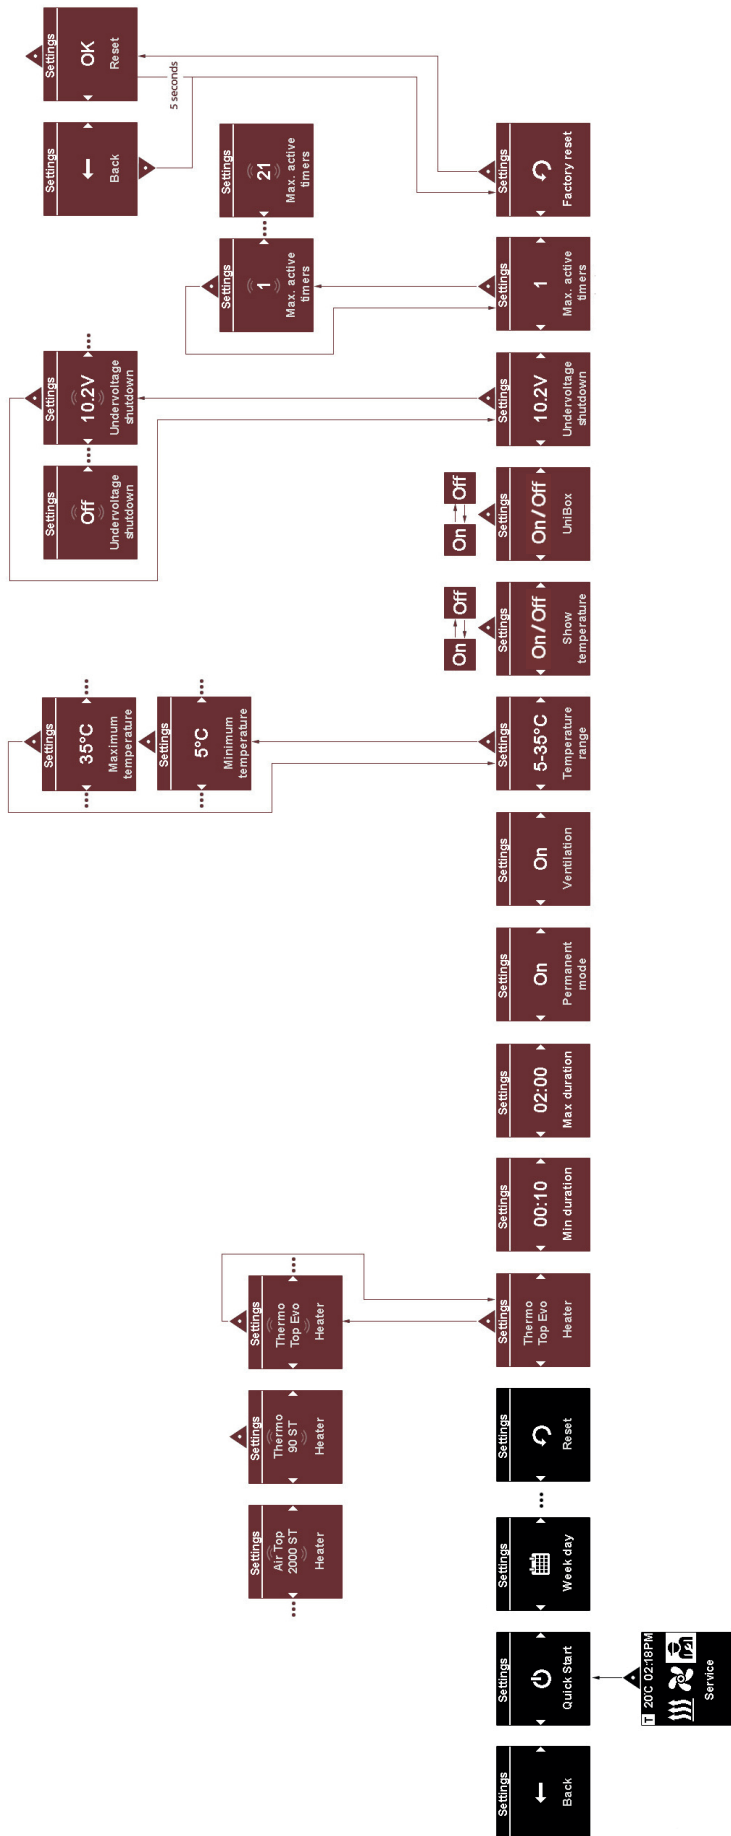 Settings
35°C
Maximum
temperature
Settings
Off
Undervoltage
shutdown
Settings
10.2V
Undervoltage
shutdown
Settings
Back
Settings
OK
Reset
5 seconds
Settings
5°C
Minimum
temperature
Settings
Air Top
2000 ST
Heater
Settings
Thermo
90 ST
Heater
Settings
Thermo
Top Evo
Heater
Settings
1
Max. active
timers
Settings
21
Max. active
timers
On
Off
On
Off
Settings
Back
Settings
Quick Start
Settings
Week day
Settings
Reset
Settings
Thermo
Top Evo
Heater
Settings
00:10
Min duration
Settings
02:00
Max duration
Settings
On
Permanent
mode
Settings
On
Ventilation
Settings
5-35°C
Temperature
range
Settings
On/Off
Show
temperature
Settings
On/Off
UniBox
Settings
10.2V
Undervoltage
shutdown
Settings
1
Max. active
timers
Settings
Factory reset
T 20°C 02:18PM
Service